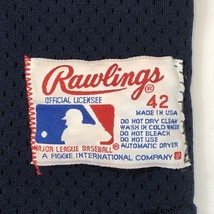 Rawlings®
OFFICIAL LICENSEE
42
MADE IN USA
DO NOT DRY CLEAN
WASH IN COLD WATER
DO NOT BLEACH
DO NOT USE
AUTOMATIC DRYER
MAJOR LEAGUE BASEBALL®
A FIGGIE INTERNATIONAL COMPANY